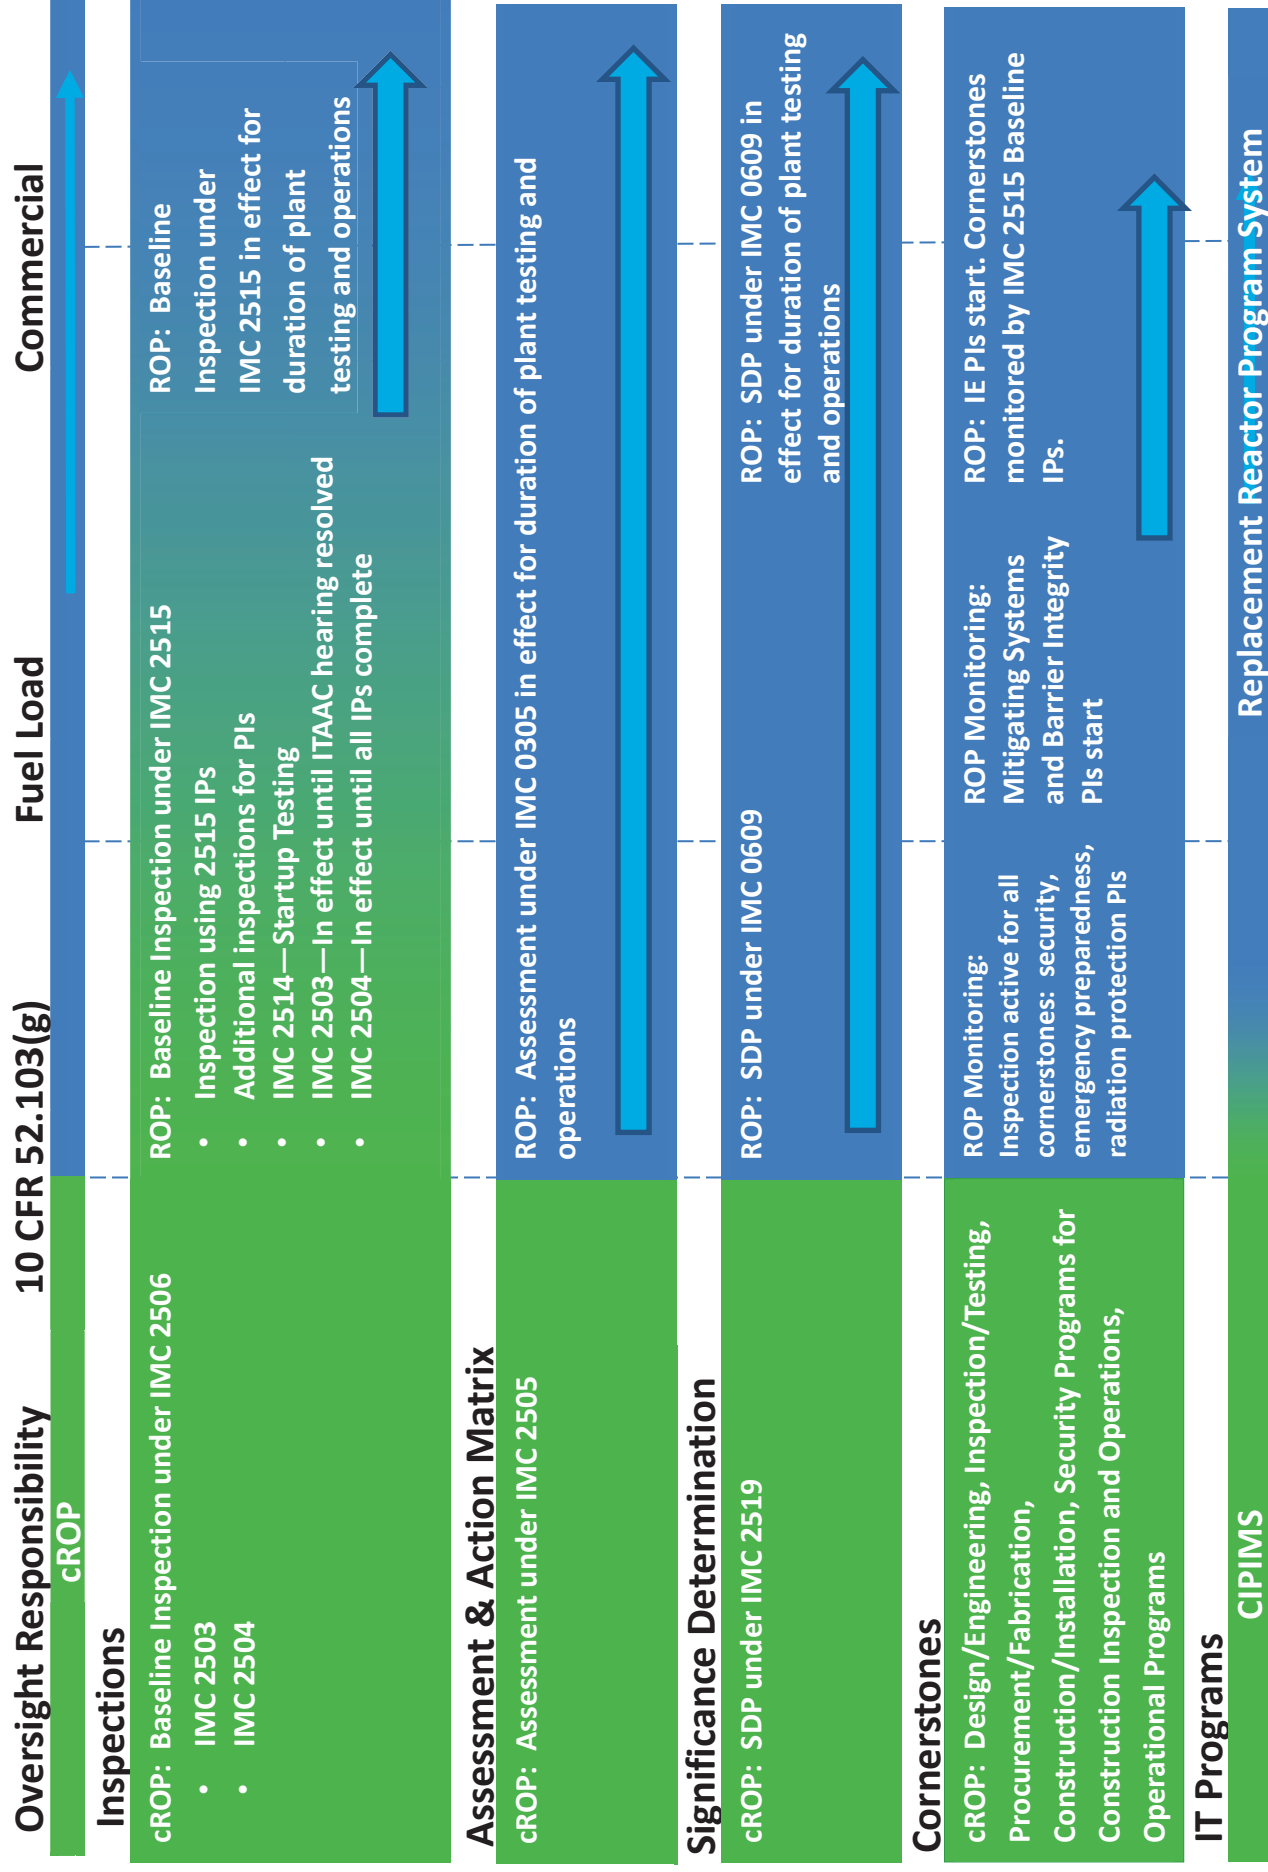 Oversight Responsibility
10 CFR 52.103(g)
Fuel Load
Commercial
cROP
Inspections
cROP: Baseline Inspection under IMC 2506
• IMC 2503
• IMC 2504
ROP: Baseline Inspection under IMC 2515
• Inspection using 2515 IPs
• Additional inspections for PIs
• IMC 2514—Startup Testing
• IMC 2503—In effect until ITAAC hearing resolved
• IMC 2504—In effect until all IPs complete
ROP: Baseline
Inspection under
IMC 2515 in effect for
duration of plant
testing and operations
Assessment & Action Matrix
cROP: Assessment under IMC 2505
ROP: Assessment under IMC 0305 in effect for duration of plant testing and
operations
Significance Determination
cROP: SDP under IMC 2519
ROP: SDP under IMC 0609
ROP: SDP under IMC 0609 in
effect for duration of plant testing
and operations
Cornerstones
cROP: Design/Engineering, Inspection/Testing,
Procurement/Fabrication,
Construction/Installation, Security Programs for
Construction Inspection and Operations,
Operational Programs
ROP Monitoring:
Inspection active for all
cornerstones: security,
emergency preparedness,
radiation protection PIs
ROP Monitoring:
Mitigating Systems
and Barrier Integrity
PIs start
ROP: IE PIs start. Cornerstones
monitored by IMC 2515 Baseline
IPs.
IT Programs
CIPIMS
Replacement Reactor Program System